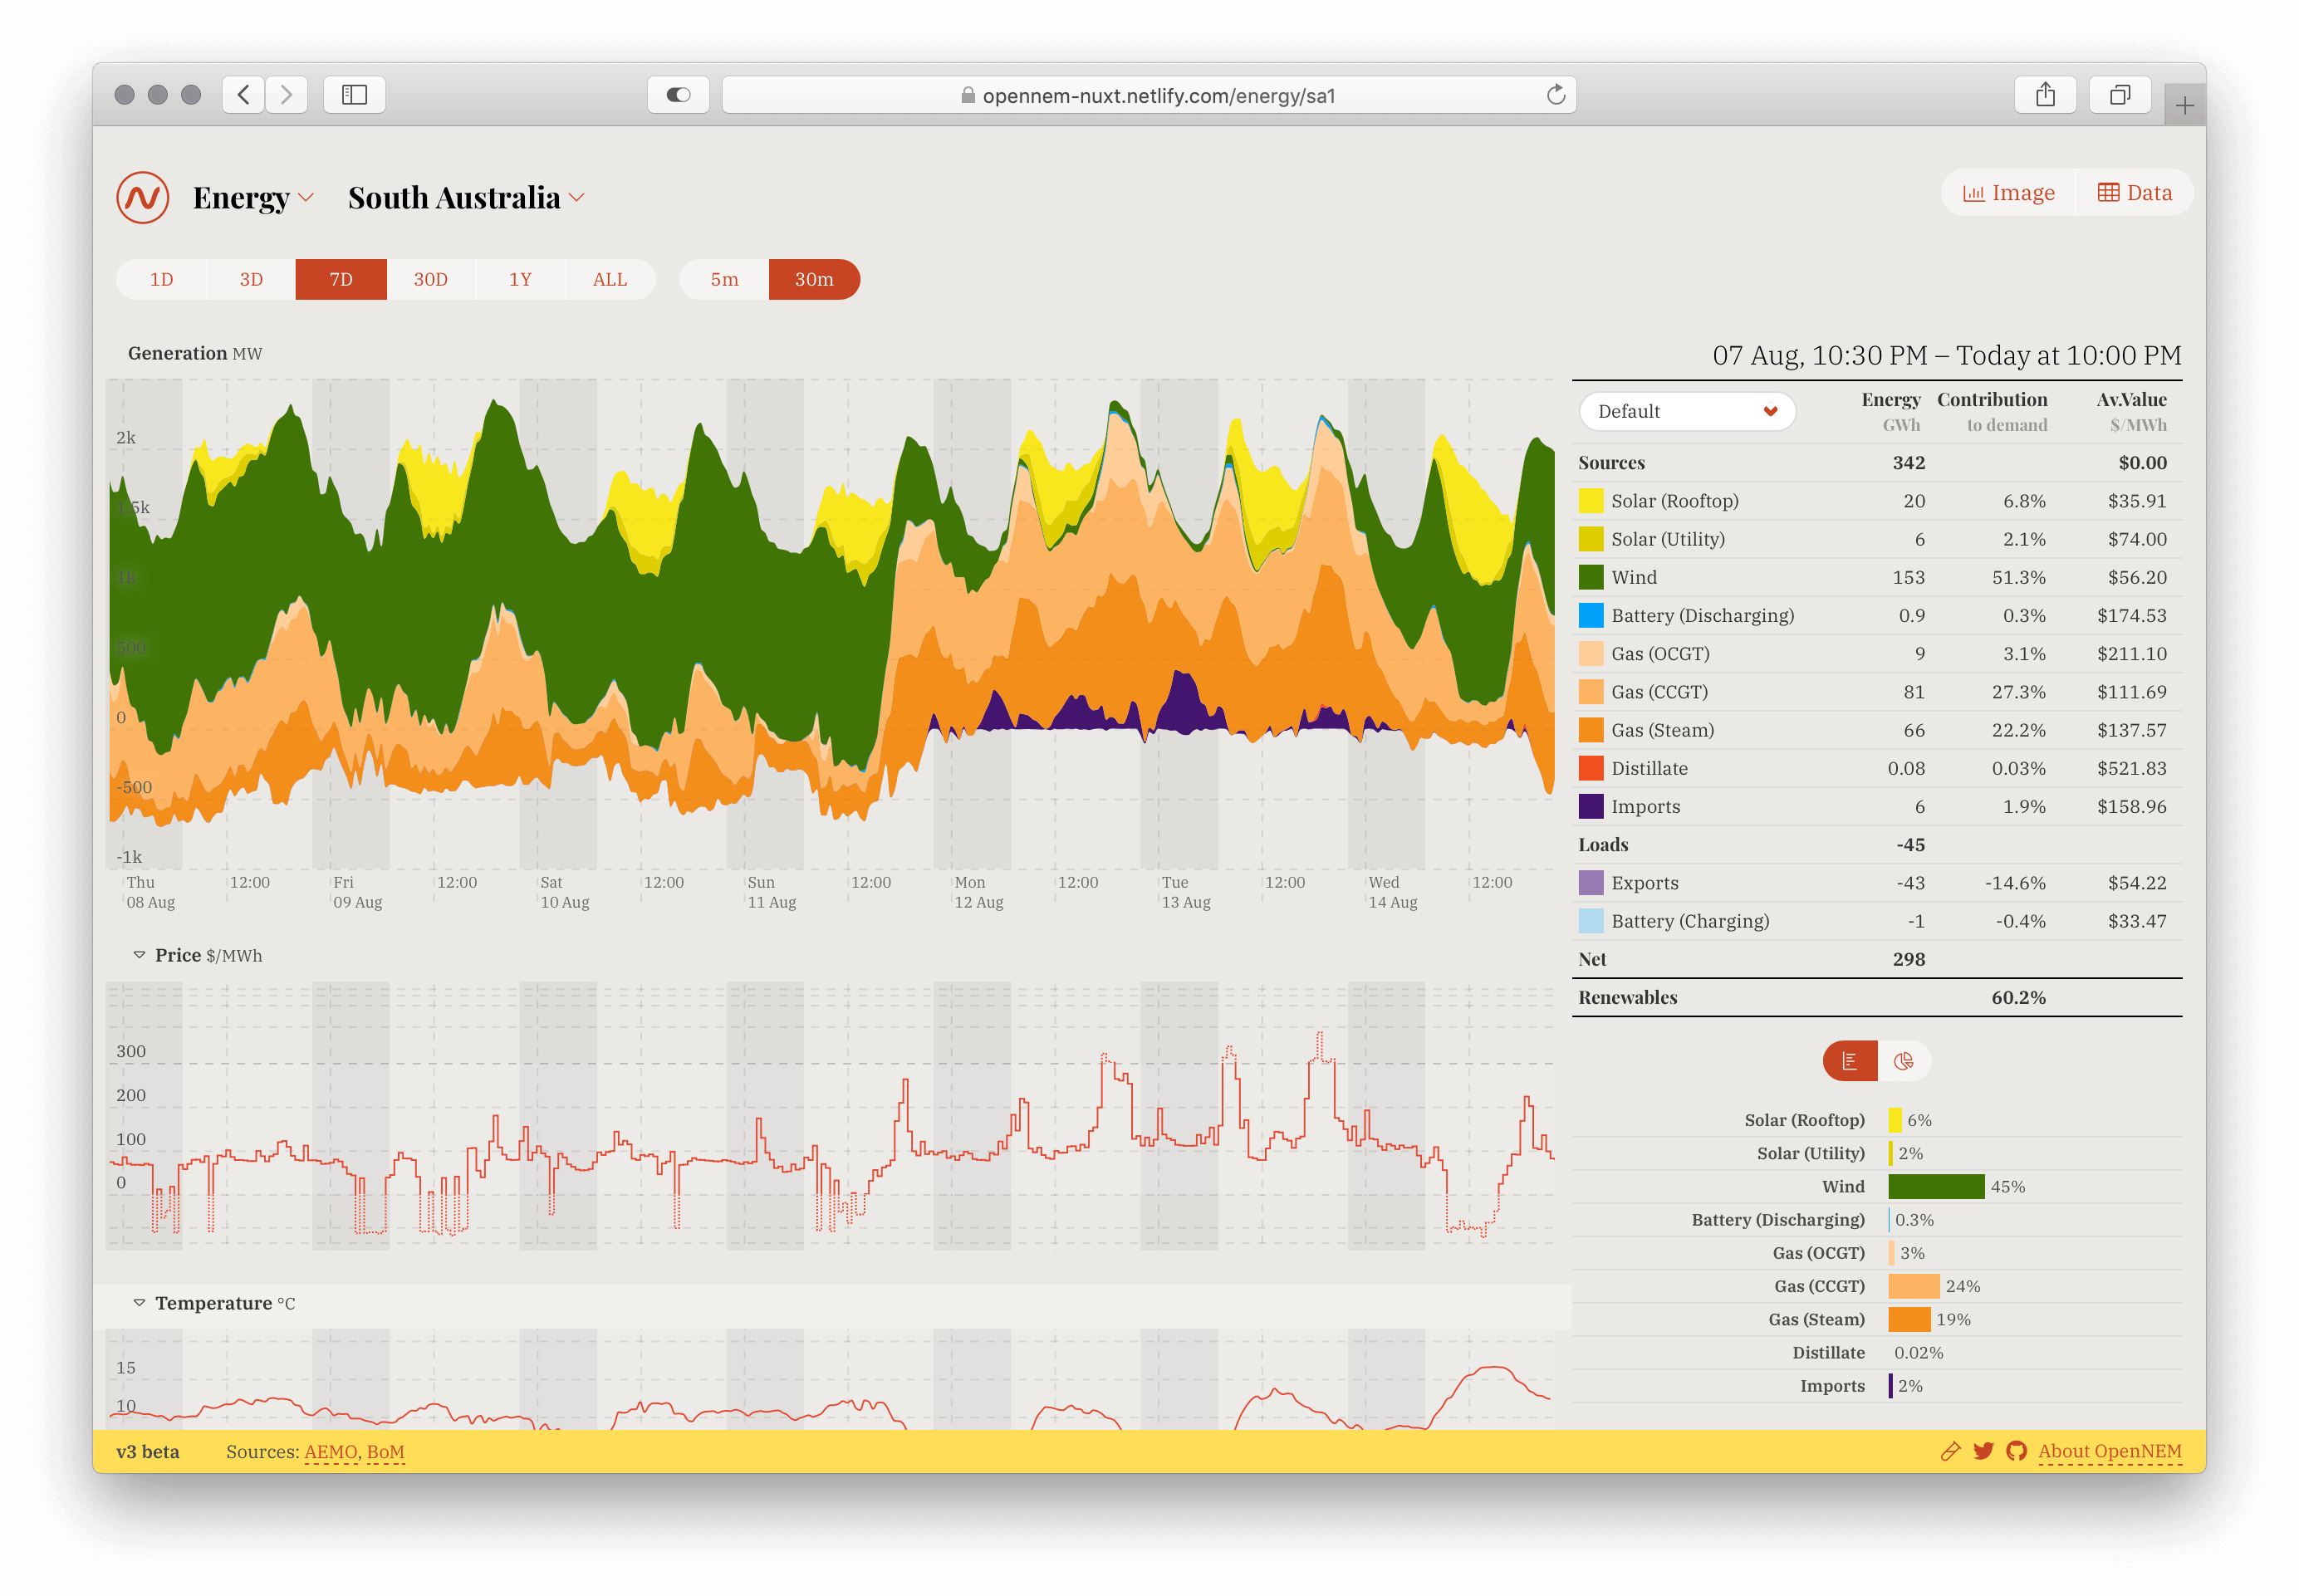 opennem-nuxt.netlify.com/energy/sa1
Energy South Australia
Image Data
1D 3D 7D 30D 1Y ALL 5m 30m
Generation MW
2k
1.5k
1k
500
0
-500
-1k
Thu 12:00 Fri 12:00 Sat 12:00 Sun 12:00 Mon 12:00 Tue 12:00 Wed 12:00
08 Aug 09 Aug 10 Aug 11 Aug 12 Aug 13 Aug 14 Aug
Price $/MWh
300
200
100
0
Temperature °C
15
10
07 Aug, 10:30 PM – Today at 10:00 PM
Default Energy Contribution Av.Value
GWh to demand $/MWh
Sources 342 $0.00
Solar (Rooftop) 20 6.8% $35.91
Solar (Utility) 6 2.1% $74.00
Wind 153 51.3% $56.20
Battery (Discharging) 0.9 0.3% $174.53
Gas (OCGT) 9 3.1% $211.10
Gas (CCGT) 81 27.3% $111.69
Gas (Steam) 66 22.2% $137.57
Distillate 0.08 0.03% $521.83
Imports 6 1.9% $158.96
Loads -45
Exports -43 -14.6% $54.22
Battery (Charging) -1 -0.4% $33.47
Net 298
Renewables 60.2%
Solar (Rooftop) 6%
Solar (Utility) 2%
Wind 45%
Battery (Discharging) 0.3%
Gas (OCGT) 3%
Gas (CCGT) 24%
Gas (Steam) 19%
Distillate 0.02%
Imports 2%
v3 beta Sources: AEMO, BoM About OpenNEM